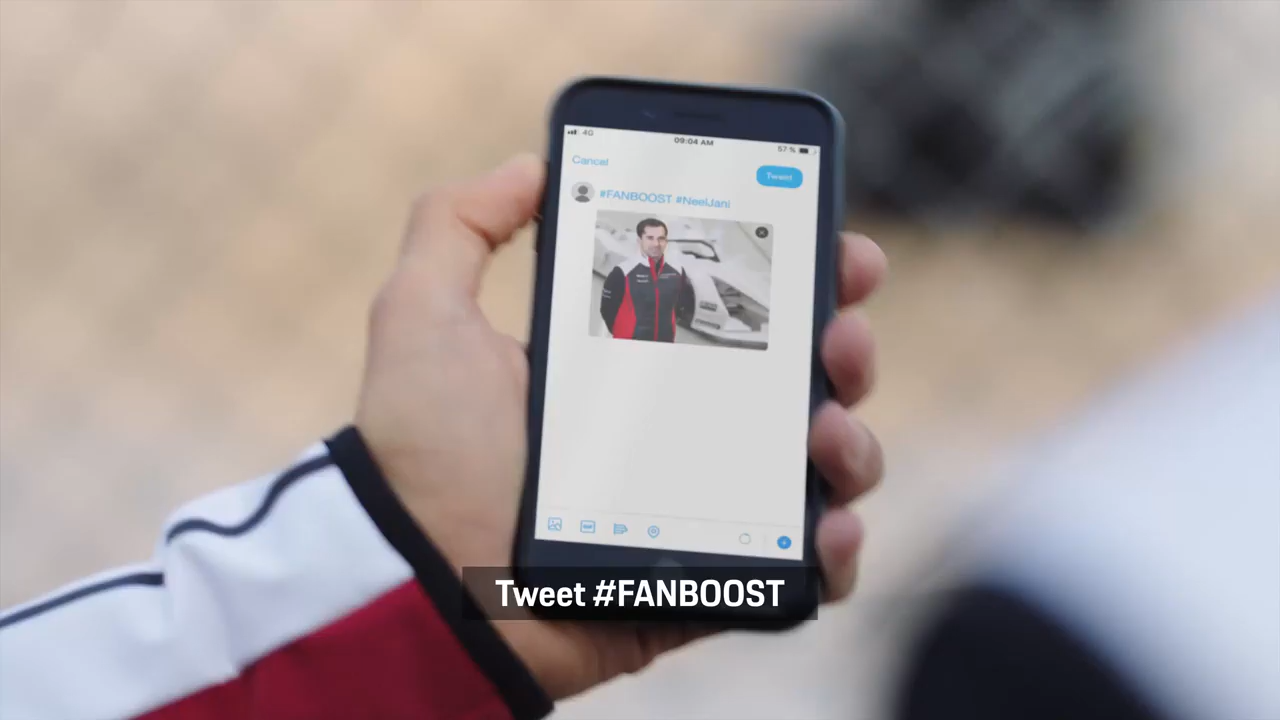 4G
09:04 AM
57 %
Cancel
Tweet
#FANBOOST #NeelJani
Tweet #FANBOOST